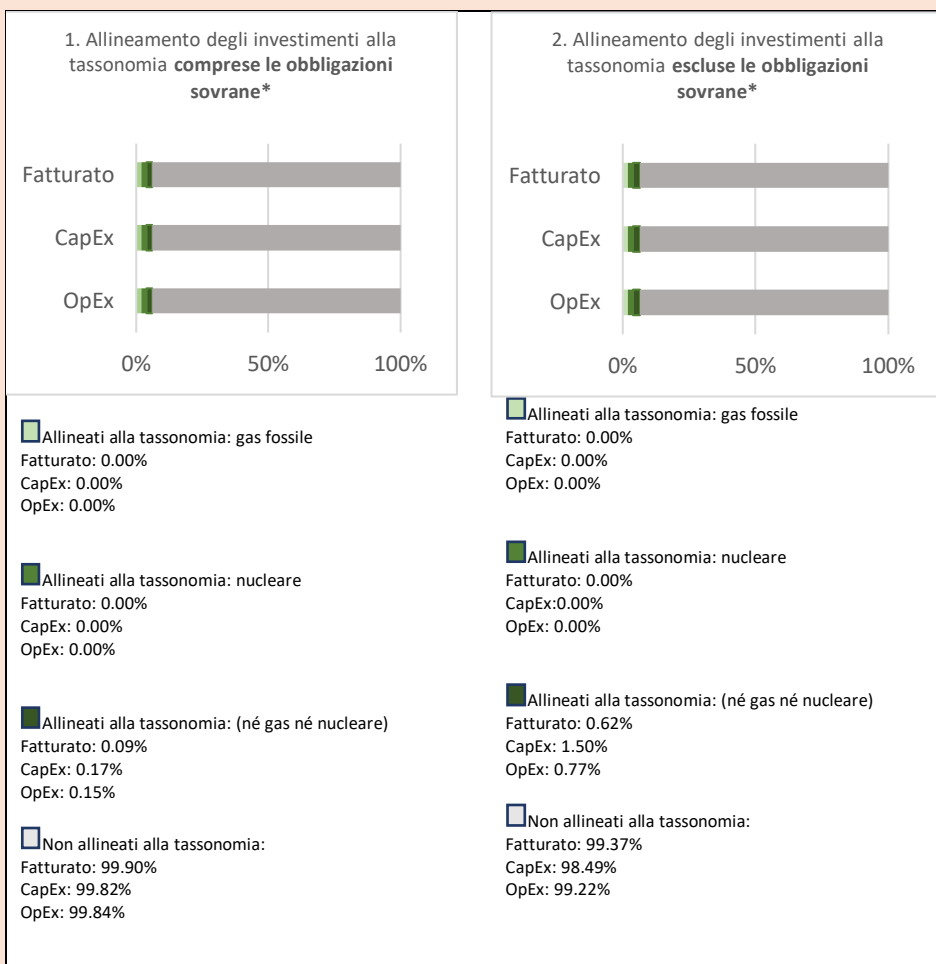 1. Allineamento degli investimenti alla
tassonomia comprese le obbligazioni
sovrane*
Fatturato
CapEx
OpEx
0%
50%
100%
Allineati alla tassonomia: gas fossile
Fatturato: 0.00%
CapEx: 0.00%
OpEx: 0.00%
Allineati alla tassonomia: nucleare
Fatturato: 0.00%
CapEx: 0.00%
OpEx: 0.00%
Allineati alla tassonomia: (né gas né nucleare)
Fatturato: 0.09%
CapEx: 0.17%
OpEx: 0.15%
Non allineati alla tassonomia:
Fatturato: 99.90%
CapEx: 99.82%
OpEx: 99.84%
2. Allineamento degli investimenti alla
tassonomia escluse le obbligazioni
sovrane*
Fatturato
CapEx
OpEx
0%
50%
100%
Allineati alla tassonomia: gas fossile
Fatturato: 0.00%
CapEx: 0.00%
OpEx: 0.00%
Allineati alla tassonomia: nucleare
Fatturato: 0.00%
CapEx:0.00%
OpEx: 0.00%
Allineati alla tassonomia: (né gas né nucleare)
Fatturato: 0.62%
CapEx: 1.50%
OpEx: 0.77%
Non allineati alla tassonomia:
Fatturato: 99.37%
CapEx: 98.49%
OpEx: 99.22%